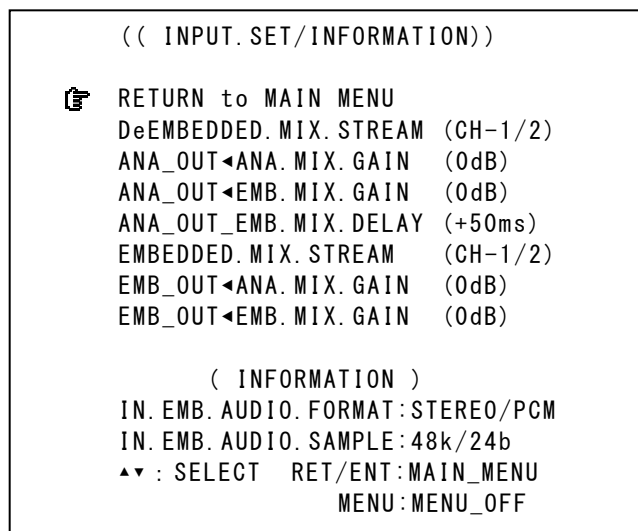 (( INPUT.SET/INFORMATION))
☞ RETURN to MAIN MENU
DeEMBEDDED.MIX.STREAM (CH-1/2)
ANA_OUT◂ANA.MIX.GAIN (0dB)
ANA_OUT◂EMB.MIX.GAIN (0dB)
ANA_OUT_EMB.MIX.DELAY (+50ms)
EMBEDDED.MIX.STREAM (CH-1/2)
EMB_OUT◂ANA.MIX.GAIN (0dB)
EMB_OUT◂EMB.MIX.GAIN (0dB)
( INFORMATION )
IN.EMB.AUDIO.FORMAT:STEREO/PCM
IN.EMB.AUDIO.SAMPLE:48k/24b
▴▾:SELECT RET/ENT:MAIN_MENU
MENU:MENU_OFF